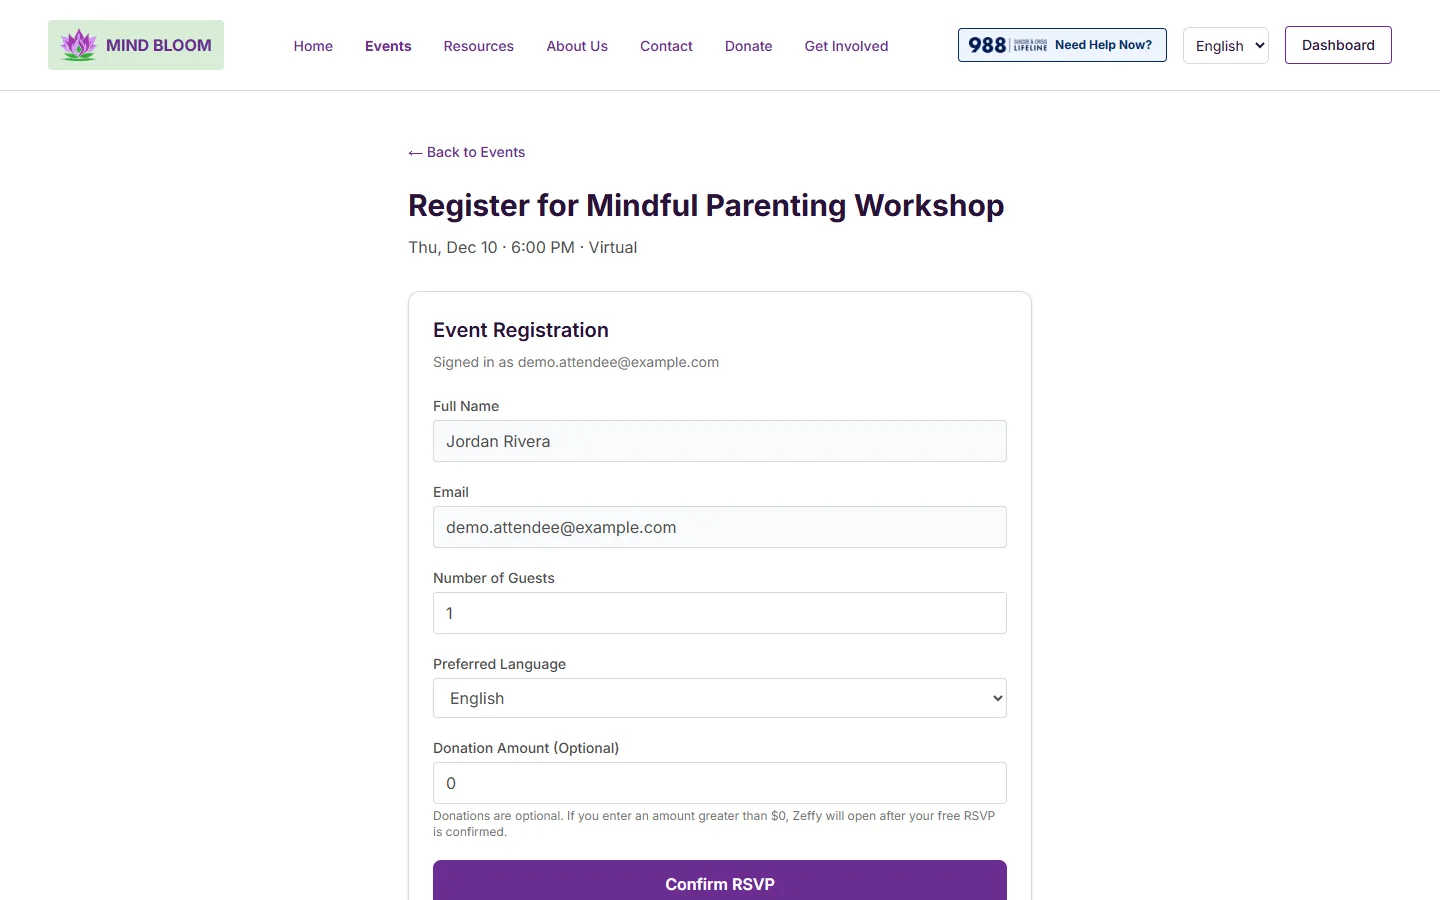 MIND BLOOM
Home
Events
Resources
About Us
Contact
Donate
Get Involved
988 SUICIDE & CRISIS LIFELINE Need Help Now?
English
Dashboard
← Back to Events
Register for Mindful Parenting Workshop
Thu, Dec 10 · 6:00 PM · Virtual
Event Registration
Signed in as demo.attendee@example.com
Full Name
Jordan Rivera
Email
demo.attendee@example.com
Number of Guests
1
Preferred Language
English
Donation Amount (Optional)
0
Donations are optional. If you enter an amount greater than $0, Zeffy will open after your free RSVP
is confirmed.
Confirm RSVP